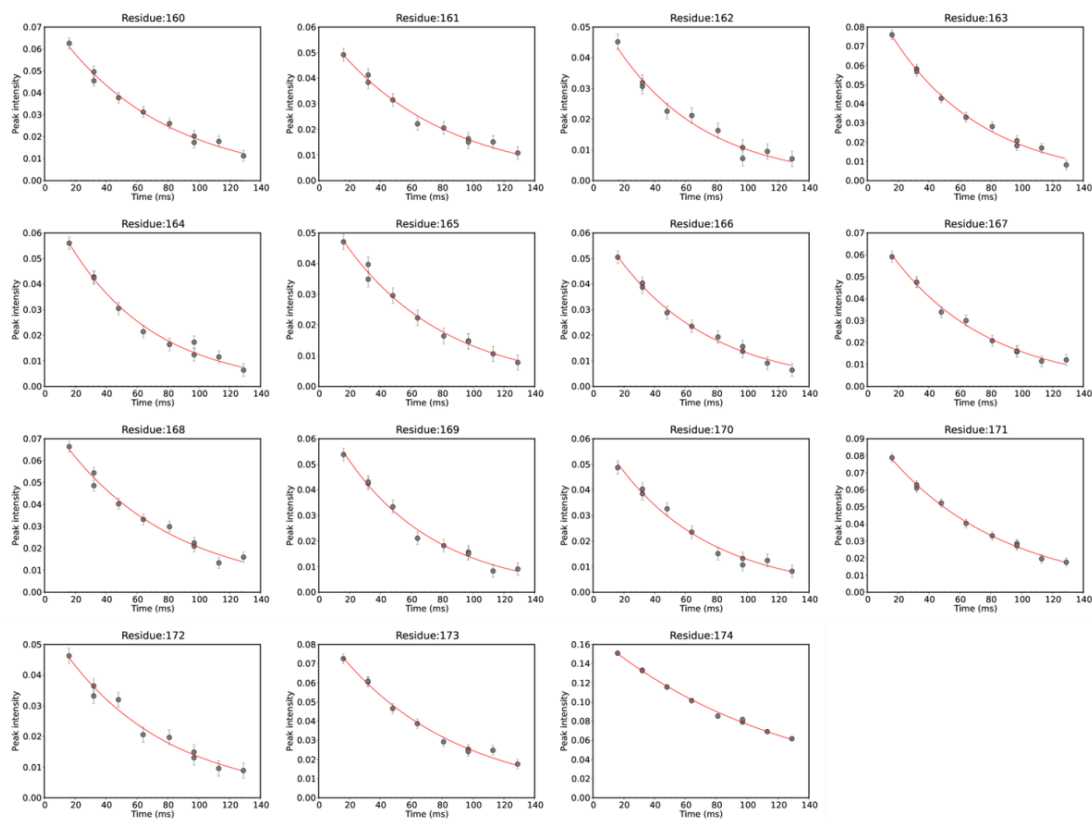 Residue:160 Residue:161 Residue:162 Residue:163
0.07 0.06 0.05 0.08
0.06 0.07
0.05 0.04 0.06
0.05 0.04 0.03 0.05
0.04 0.03 0.04
0.03 0.02 0.03
0.02 0.02 0.01 0.02
0.01 0.01 0.01
0.00 0.00 0.00 0.00
Peak intensity Peak intensity Peak intensity Peak intensity
0 20 40 60 80 100 120 140 0 20 40 60 80 100 120 140 0 20 40 60 80 100 120 140 0 20 40 60 80 100 120 140
Time (ms) Time (ms) Time (ms) Time (ms)
Residue:164 Residue:165 Residue:166 Residue:167
0.06 0.05 0.06 0.07
0.05 0.04 0.05 0.06
0.04 0.03 0.04 0.05
0.03 0.03 0.04
0.02 0.02 0.02 0.03
0.01 0.01 0.01 0.02
0.01
0.00 0.00 0.00 0.00
Peak intensity Peak intensity Peak intensity Peak intensity
0 20 40 60 80 100 120 140 0 20 40 60 80 100 120 140 0 20 40 60 80 100 120 140 0 20 40 60 80 100 120 140
Time (ms) Time (ms) Time (ms) Time (ms)
Residue:168 Residue:169 Residue:170 Residue:171
0.07 0.06 0.06 0.09
0.06 0.05 0.05 0.08
0.05 0.04 0.04 0.07
0.04 0.03 0.03 0.06
0.03 0.02 0.02 0.05
0.02 0.01 0.01 0.04
0.01 0.03
0.02
0.01
0.00 0.00 0.00 0.00
Peak intensity Peak intensity Peak intensity Peak intensity
0 20 40 60 80 100 120 140 0 20 40 60 80 100 120 140 0 20 40 60 80 100 120 140 0 20 40 60 80 100 120 140
Time (ms) Time (ms) Time (ms) Time (ms)
Residue:172 Residue:173 Residue:174
0.05 0.08 0.16
0.04 0.07 0.14
0.03 0.06 0.12
0.02 0.05 0.10
0.01 0.04 0.08
0.03 0.06
0.02 0.04
0.01 0.02
0.00 0.00 0.00
Peak intensity Peak intensity Peak intensity
0 20 40 60 80 100 120 140 0 20 40 60 80 100 120 140 0 20 40 60 80 100 120 140
Time (ms) Time (ms) Time (ms)